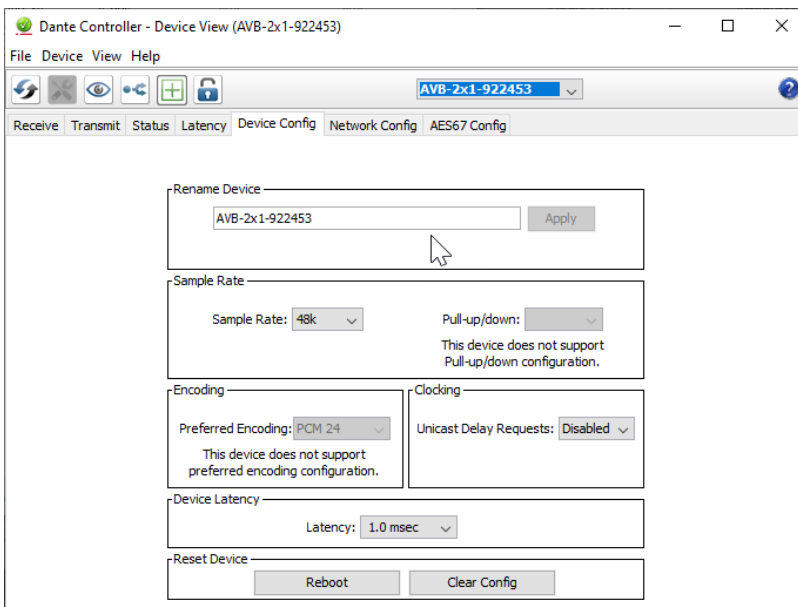 Dante Controller - Device View (AVB-2x1-922453)
File Device View Help
AVB-2x1-922453
?
Receive Transmit Status Latency Device Config Network Config AES67 Config
Rename Device
AVB-2x1-922453 Apply
Sample Rate
Sample Rate: 48k Pull-up/down:
This device does not support
Pull-up/down configuration.
Encoding Clocking
Preferred Encoding: PCM 24 Unicast Delay Requests: Disabled
This device does not support
preferred encoding configuration.
Device Latency
Latency: 1.0 msec
Reset Device
Reboot Clear Config